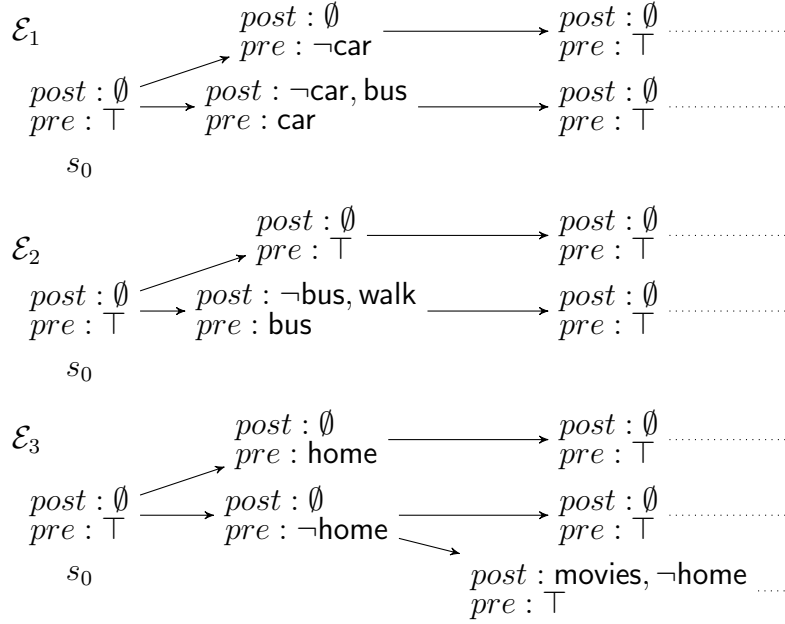 ℰ₁
post : ∅
pre : ¬car
post : ∅
pre : ⊤
post : ∅
pre : ⊤
post : ¬car, bus
pre : car
post : ∅
pre : ⊤
s₀
ℰ₂
post : ∅
pre : ⊤
post : ∅
pre : ⊤
post : ∅
pre : ⊤
post : ¬bus, walk
pre : bus
post : ∅
pre : ⊤
s₀
ℰ₃
post : ∅
pre : home
post : ∅
pre : ⊤
post : ∅
pre : ⊤
post : ∅
pre : ¬home
post : ∅
pre : ⊤
s₀
post : movies, ¬home
pre : ⊤